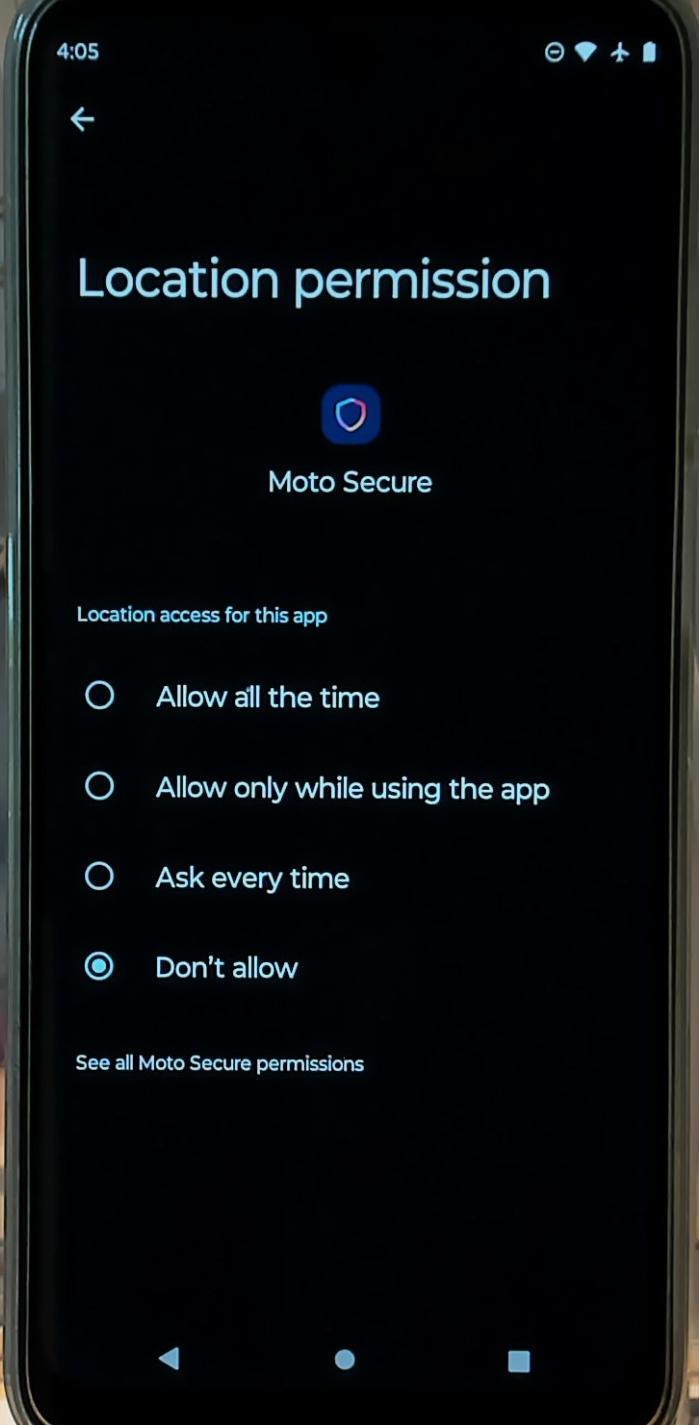 4:05
Location permission
Moto Secure
Location access for this app
Allow all the time
Allow only while using the app
Ask every time
Don't allow
See all Moto Secure permissions